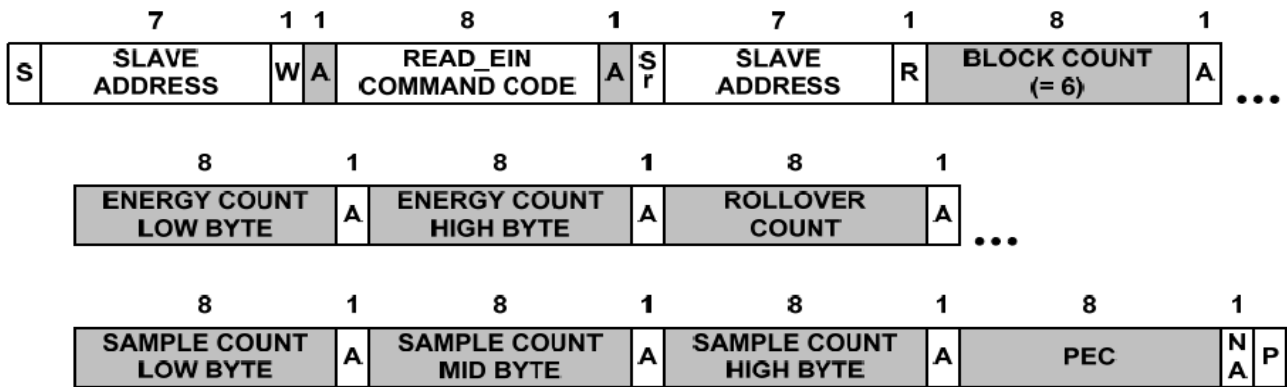 7 1 1 8 1 7 1 8 1
S SLAVE ADDRESS W A READ_EIN COMMAND CODE A Sr SLAVE ADDRESS R BLOCK COUNT (= 6) A ...
8 1 8 1 8 1
ENERGY COUNT LOW BYTE A ENERGY COUNT HIGH BYTE A ROLLOVER COUNT A ...
8 1 8 1 8 1 8 1
SAMPLE COUNT LOW BYTE A SAMPLE COUNT MID BYTE A SAMPLE COUNT HIGH BYTE A PEC NA P